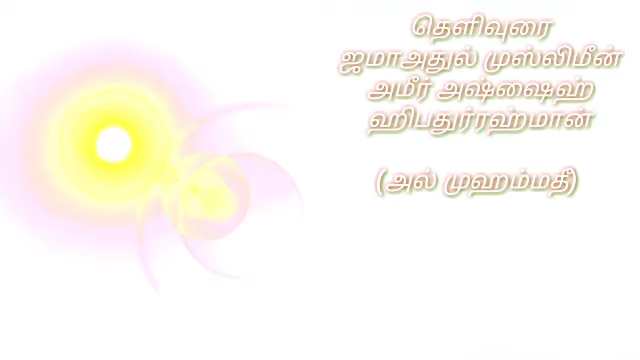 தெளிவுரை
ஜமாஅதுல் முஸ்லிமீன்
அமீர் அஷ்ஷைஹ்
ஹிபதுர்ரஹ்மான்
(அல் முஹம்மதீ)